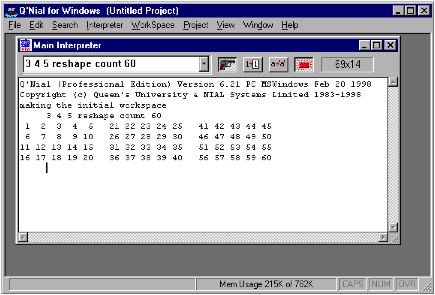 Q'Nial for Windows (Untitled Project)
File Edit Search Interpreter WorkSpace Project View Window Help
Main Interpreter
3 4 5 reshape count 60
69x14
Q'Nial (Professional Edition) Version 6.21 PC MSWindows Feb 20 1998
Copyright (c) Queen's University & NIAL Systems Limited 1983-1998
making the initial workspace
3 4 5 reshape count 60
1 2 3 4 5 21 22 23 24 25 41 42 43 44 45
6 7 8 9 10 26 27 28 29 30 46 47 48 49 50
11 12 13 14 15 31 32 33 34 35 51 52 53 54 55
16 17 18 19 20 36 37 38 39 40 56 57 58 59 60
Mem Usage 215K of 782K CAPS NUM OVR